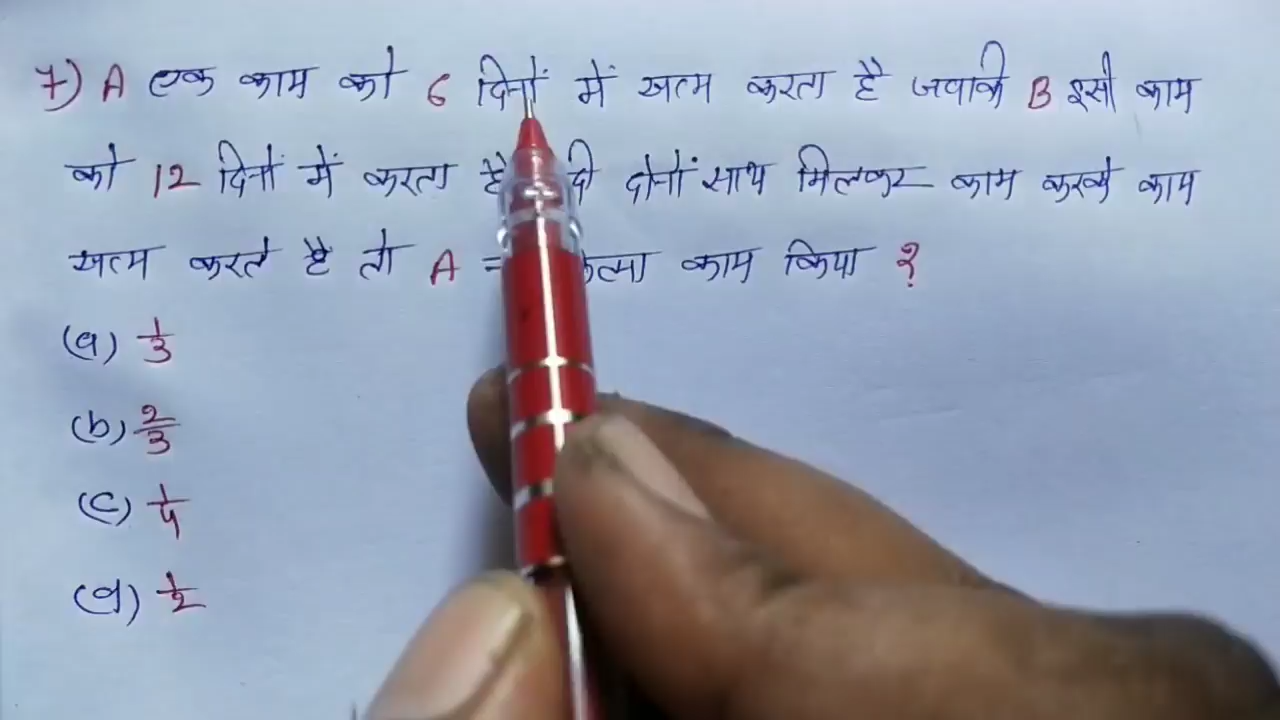 7) A एक काम को 6 दिनों में खत्म करता है जबकि B इसी काम
को 12 दिनों में करता है दोनों साथ मिलकर काम करके काम
खत्म करते है तो A काम किया ?
(a) 1/3
(b) 2/3
(c) 1/4
(d) 1/2